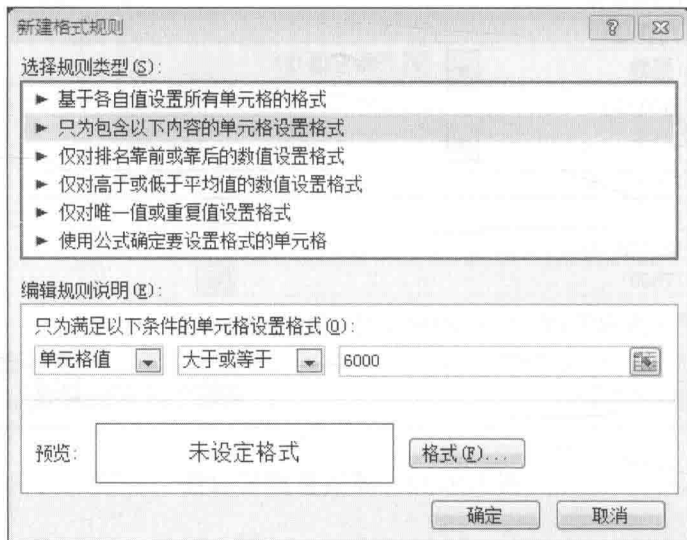 新建格式规则
选择规则类型(S):
► 基于各自值设置所有单元格的格式
► 只为包含以下内容的单元格设置格式
► 仅对排名靠前或靠后的数值设置格式
► 仅对高于或低于平均值的数值设置格式
► 仅对唯一值或重复值设置格式
► 使用公式确定要设置格式的单元格
编辑规则说明(E):
只为满足以下条件的单元格设置格式(O):
单元格值 大于或等于 6000
预览: 未设定格式 格式(F)...
确定 取消